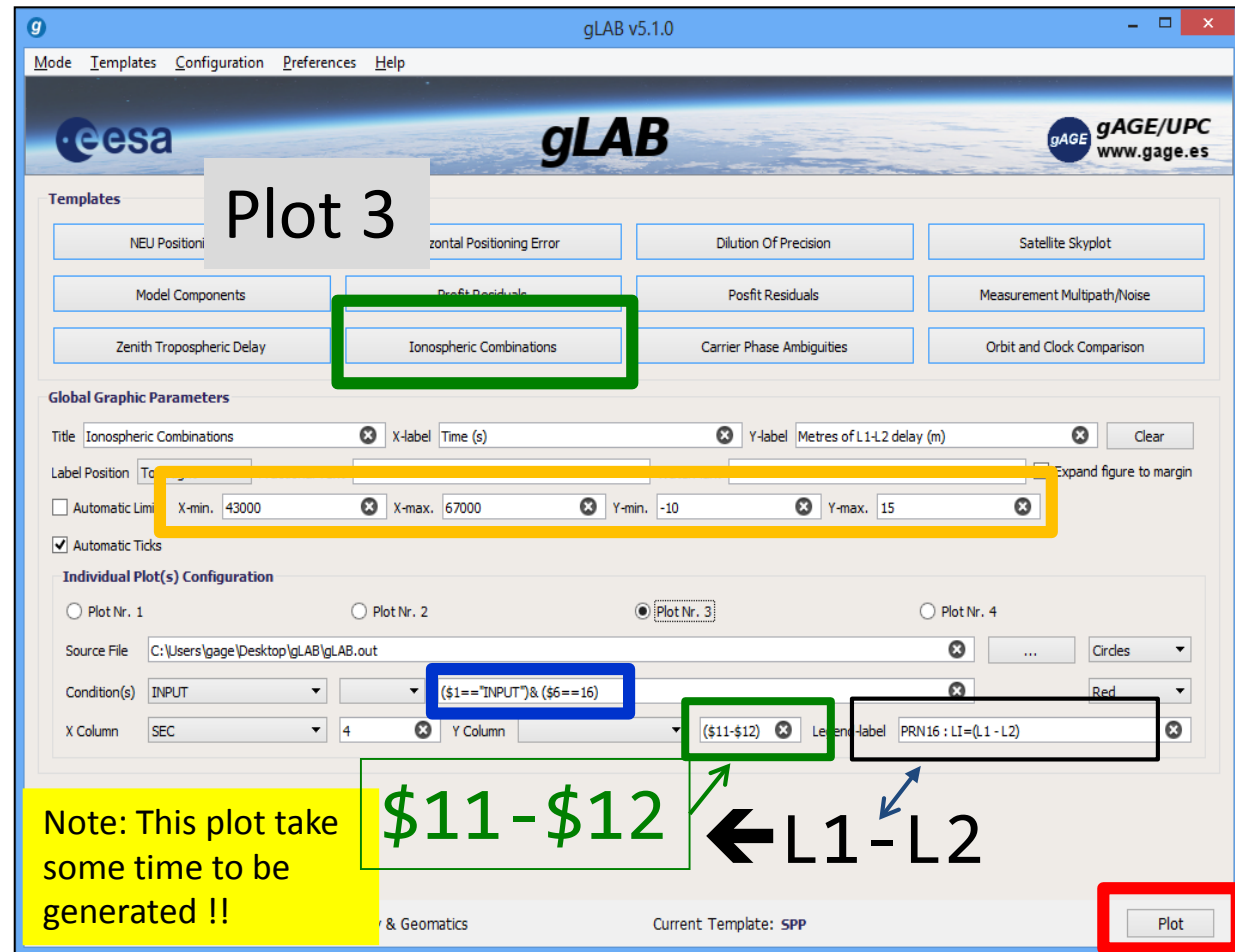 g gLAB v5.1.0
Mode Templates Configuration Preferences Help
eesa gLAB gAGE gAGE/UPC
www.gage.es
Plot 3
Templates
NEU Positioni zontal Positioning Error Dilution Of Precision Satellite Skyplot
Model Components Prefit Residuals Posfit Residuals Measurement Multipath/Noise
Zenith Tropospheric Delay Ionospheric Combinations Carrier Phase Ambiguities Orbit and Clock Comparison
Global Graphic Parameters
Title Ionospheric Combinations X-label Time (s) Y-label Metres of L1-L2 delay (m) Clear
Label Position Expand figure to margin
Automatic Limi X-min. 43000 X-max. 67000 Y-min. -10 Y-max. 15
Automatic Ticks
Individual Plot(s) Configuration
Plot Nr. 1 Plot Nr. 2 Plot Nr. 3 Plot Nr. 4
Source File C:\Users\gage\Desktop\gLAB\gLAB.out ... Circles
Condition(s) INPUT ($1=="INPUT")& ($6==16) Red
X Column SEC 4 Y Column ($11-$12) Legend-label PRN16 : LI=(L1 - L2)
$11-$12 L1-L2
Note: This plot take
some time to be
generated !!
y & Geomatics Current Template: SPP Plot